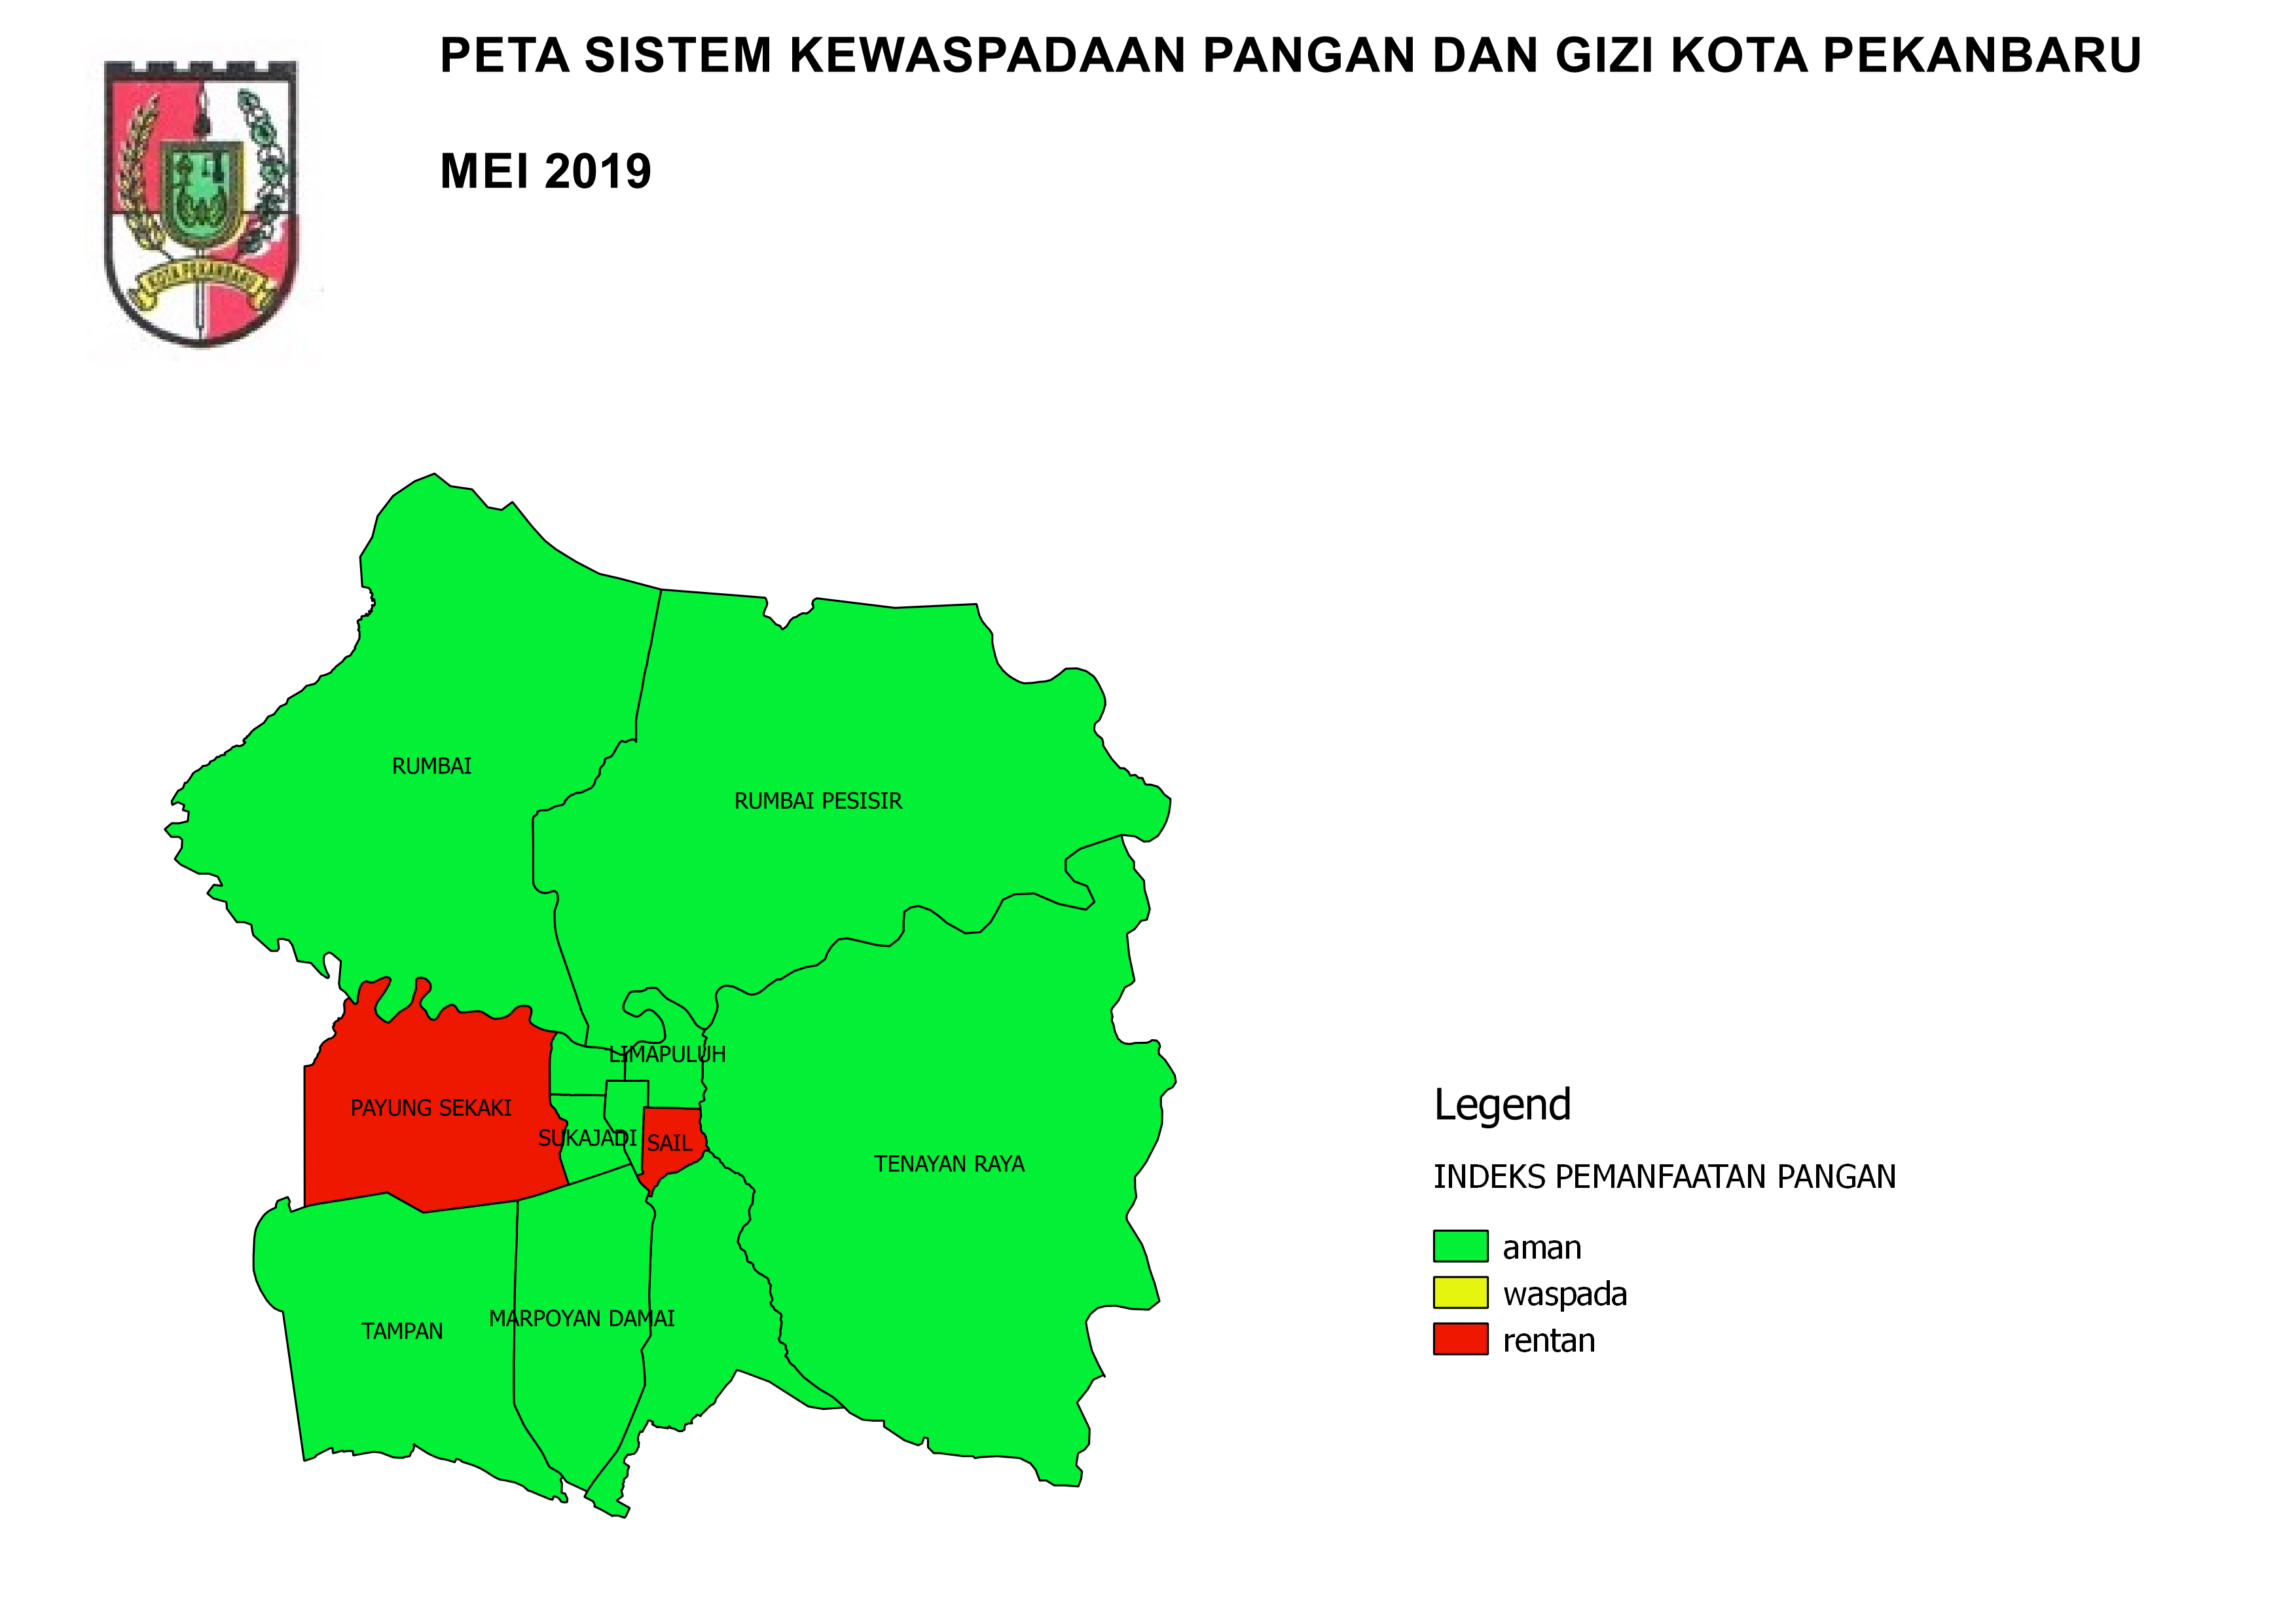 PETA SISTEM KEWASPADAAN PANGAN DAN GIZI KOTA PEKANBARU
MEI 2019
KOTA PEKANBARU
RUMBAI
RUMBAI PESISIR
LIMAPULUH
PAYUNG SEKAKI
SUKAJADI
SAIL
TENAYAN RAYA
MARPOYAN DAMAI
TAMPAN
Legend
INDEKS PEMANFAATAN PANGAN
aman
waspada
rentan